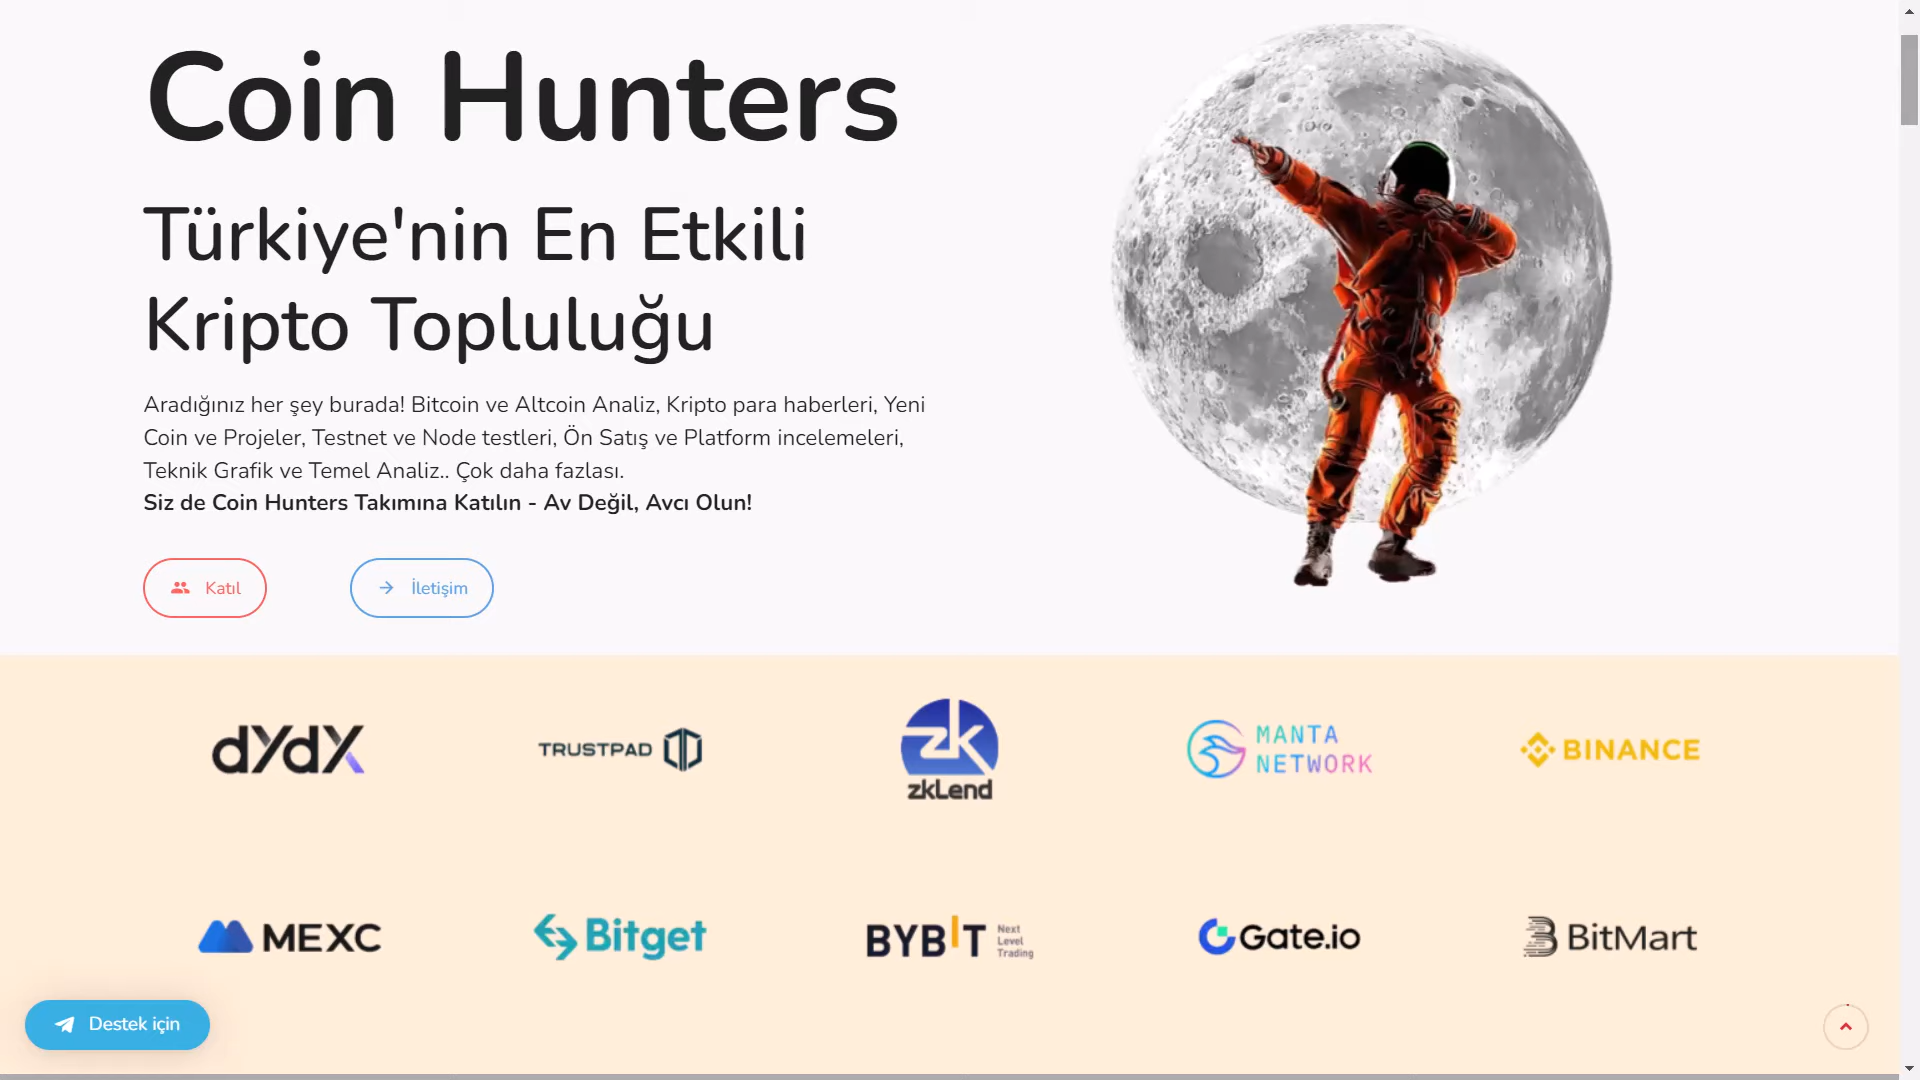 Coin Hunters
Türkiye'nin En Etkili
Kripto Topluluğu
Aradığınız her şey burada! Bitcoin ve Altcoin Analiz, Kripto para haberleri, Yeni
Coin ve Projeler, Testnet ve Node testleri, Ön Satış ve Platform incelemeleri,
Teknik Grafik ve Temel Analiz.. Çok daha fazlası.
Siz de Coin Hunters Takımına Katılın - Av Değil, Avcı Olun!
Katıl
İletişim
dYdX
TRUSTPAD
zk
zkLend
MANTA
NETWORK
BINANCE
MEXC
Bitget
BYBIT
Next
Level
Trading
Gate.io
BitMart
Destek için